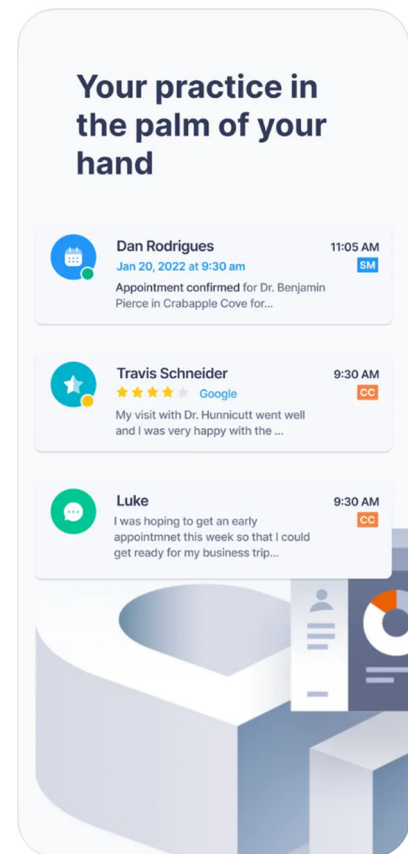 Your practice in
the palm of your
hand
Dan Rodrigues 11:05 AM
Jan 20, 2022 at 9:30 am SM
Appointment confirmed for Dr. Benjamin
Pierce in Crabapple Cove for...
Travis Schneider 9:30 AM
Google CC
My visit with Dr. Hunnicutt went well
and I was very happy with the ...
Luke 9:30 AM
CC
I was hoping to get an early
appointmnet this week so that I could
get ready for my business trip...